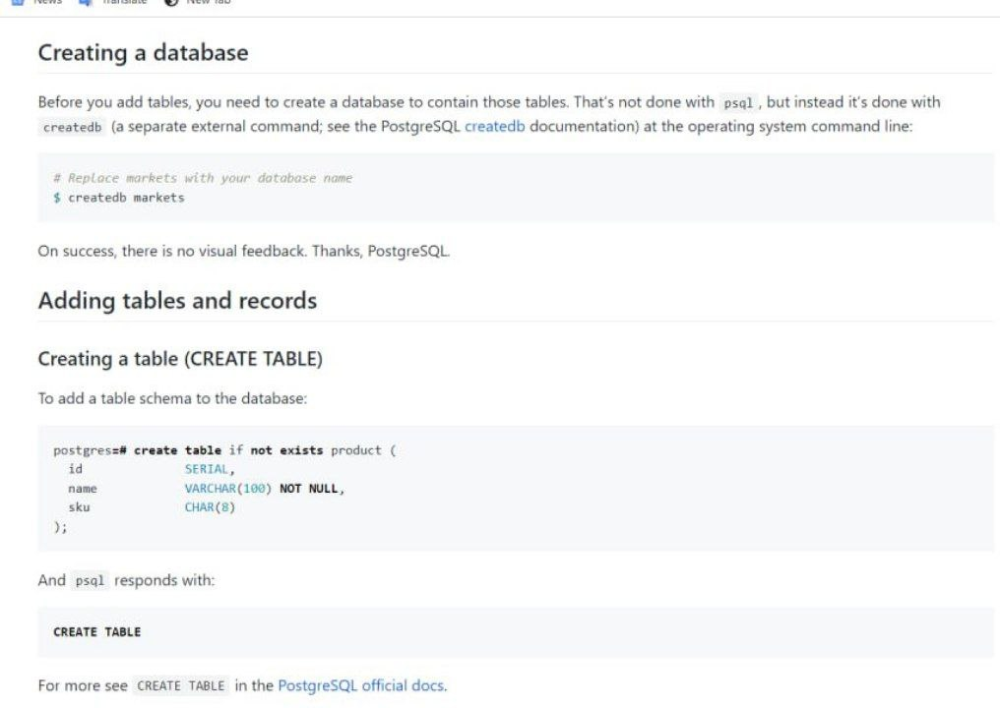 News Translate New Tab
Creating a database
Before you add tables, you need to create a database to contain those tables. That's not done with psql , but instead it's done with
createdb (a separate external command; see the PostgreSQL createdb documentation) at the operating system command line:
# Replace markets with your database name
$ createdb markets
On success, there is no visual feedback. Thanks, PostgreSQL.
Adding tables and records
Creating a table (CREATE TABLE)
To add a table schema to the database:
postgres=# create table if not exists product (
id SERIAL,
name VARCHAR(100) NOT NULL,
sku CHAR(8)
);
And psql responds with:
CREATE TABLE
For more see CREATE TABLE in the PostgreSQL official docs.